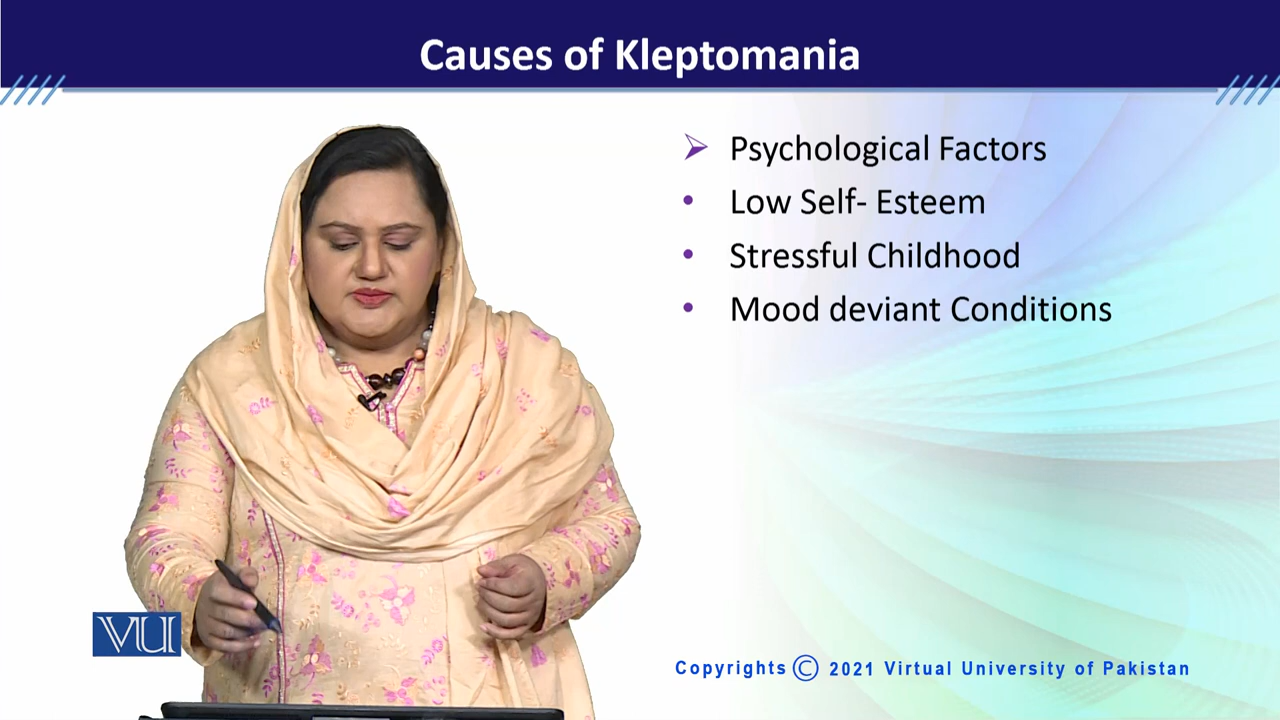 Causes of Kleptomania
Psychological Factors
Low Self- Esteem
Stressful Childhood
Mood deviant Conditions
VU
Copyrights © 2021 Virtual University of Pakistan